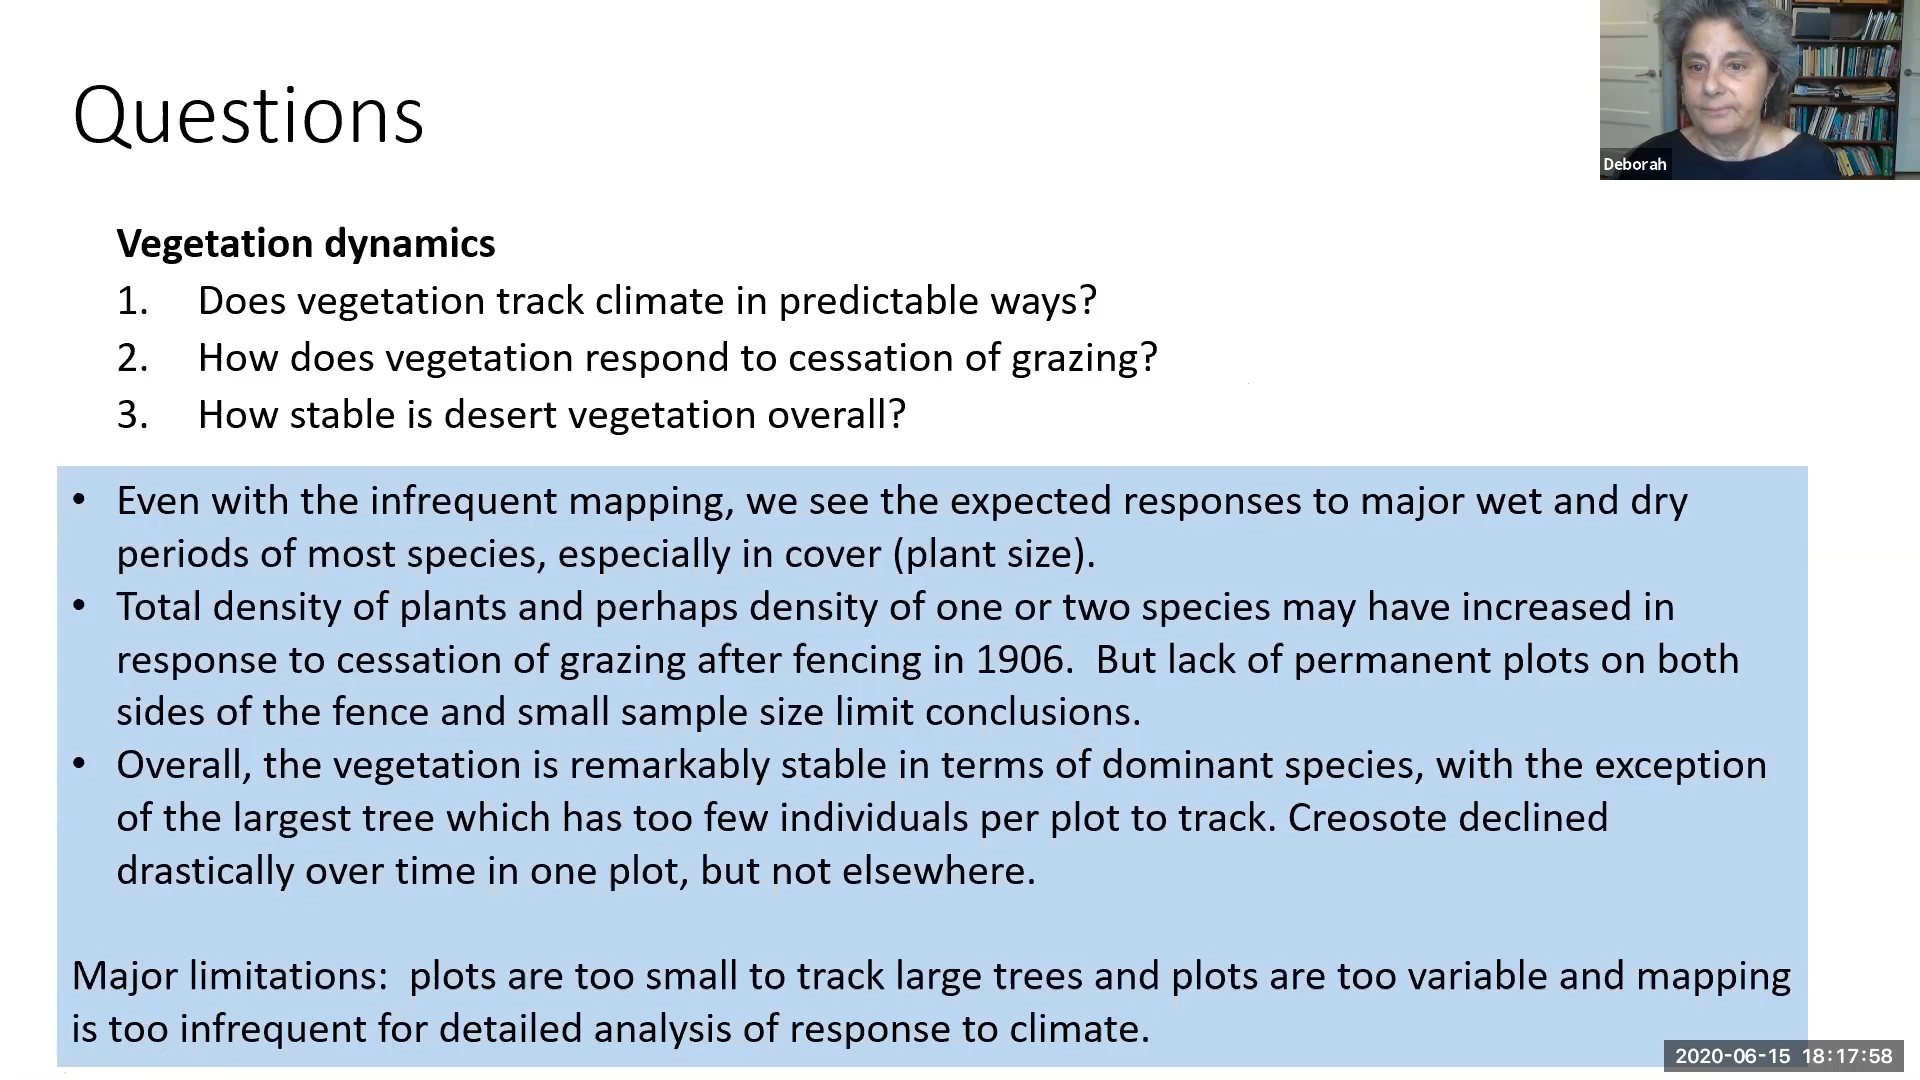 Questions
Deborah
Vegetation dynamics
1. Does vegetation track climate in predictable ways?
2. How does vegetation respond to cessation of grazing?
3. How stable is desert vegetation overall?
• Even with the infrequent mapping, we see the expected responses to major wet and dry
periods of most species, especially in cover (plant size).
• Total density of plants and perhaps density of one or two species may have increased in
response to cessation of grazing after fencing in 1906.  But lack of permanent plots on both
sides of the fence and small sample size limit conclusions.
• Overall, the vegetation is remarkably stable in terms of dominant species, with the exception
of the largest tree which has too few individuals per plot to track. Creosote declined
drastically over time in one plot, but not elsewhere.
Major limitations:  plots are too small to track large trees and plots are too variable and mapping
is too infrequent for detailed analysis of response to climate.
2020-06-15 18:17:58